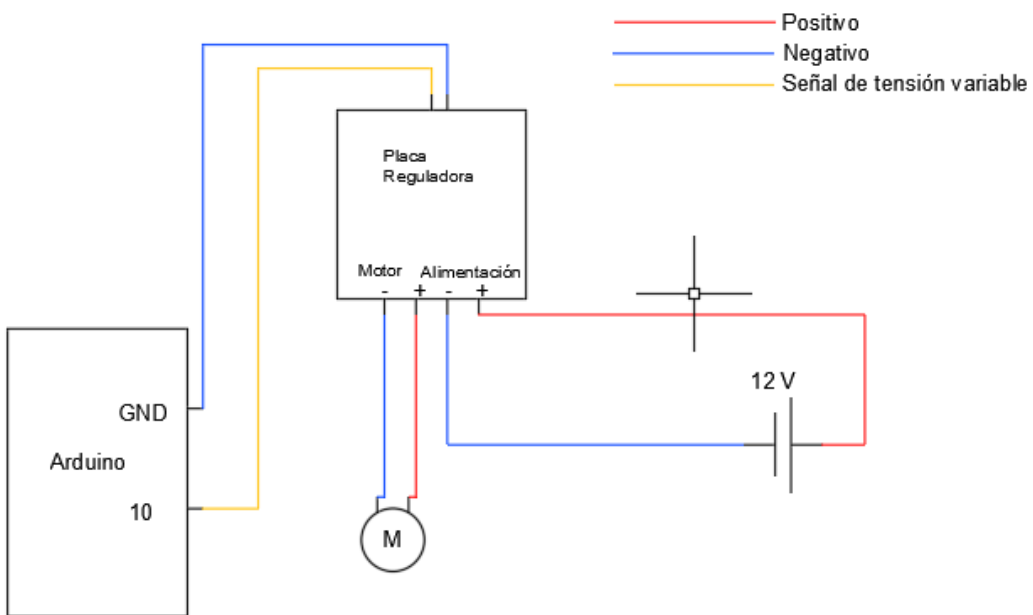 Positivo
Negativo
Señal de tensión variable
Placa
Reguladora
Motor Alimentación
- + - +
12 V
GND
Arduino
10
M